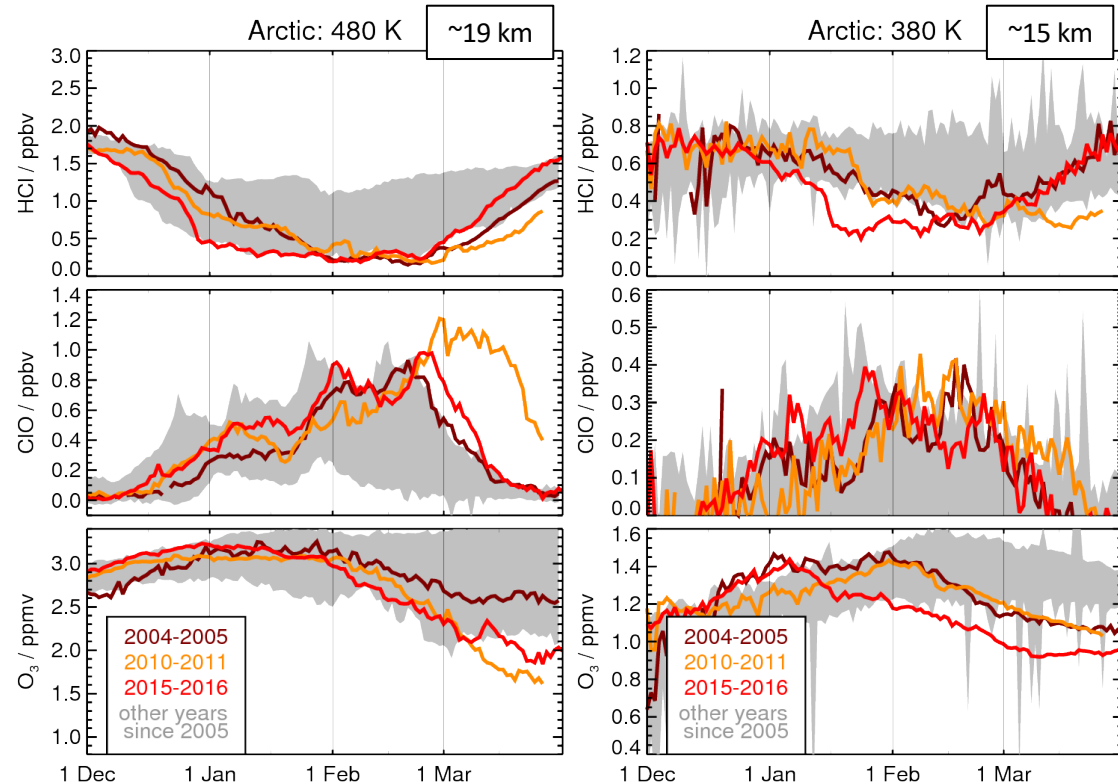 Arctic: 480 K
~19 km
Arctic: 380 K
~15 km
HCl / ppbv
3.0
2.5
2.0
1.5
1.0
0.5
0.0
HCl / ppbv
1.2
1.0
0.8
0.6
0.4
0.2
0.0
ClO / ppbv
1.4
1.2
1.0
0.8
0.6
0.4
0.2
0.0
ClO / ppbv
0.6
0.5
0.4
0.3
0.2
0.1
0.0
O3 / ppmv
3.0
2.5
2.0
1.5
1.0
2004-2005
2010-2011
2015-2016
other years
since 2005
1 Dec
1 Jan
1 Feb
1 Mar
O3 / ppmv
1.6
1.4
1.2
1.0
0.8
0.6
0.4
2004-2005
2010-2011
2015-2016
other years
since 2005
1 Dec
1 Jan
1 Feb
1 Mar